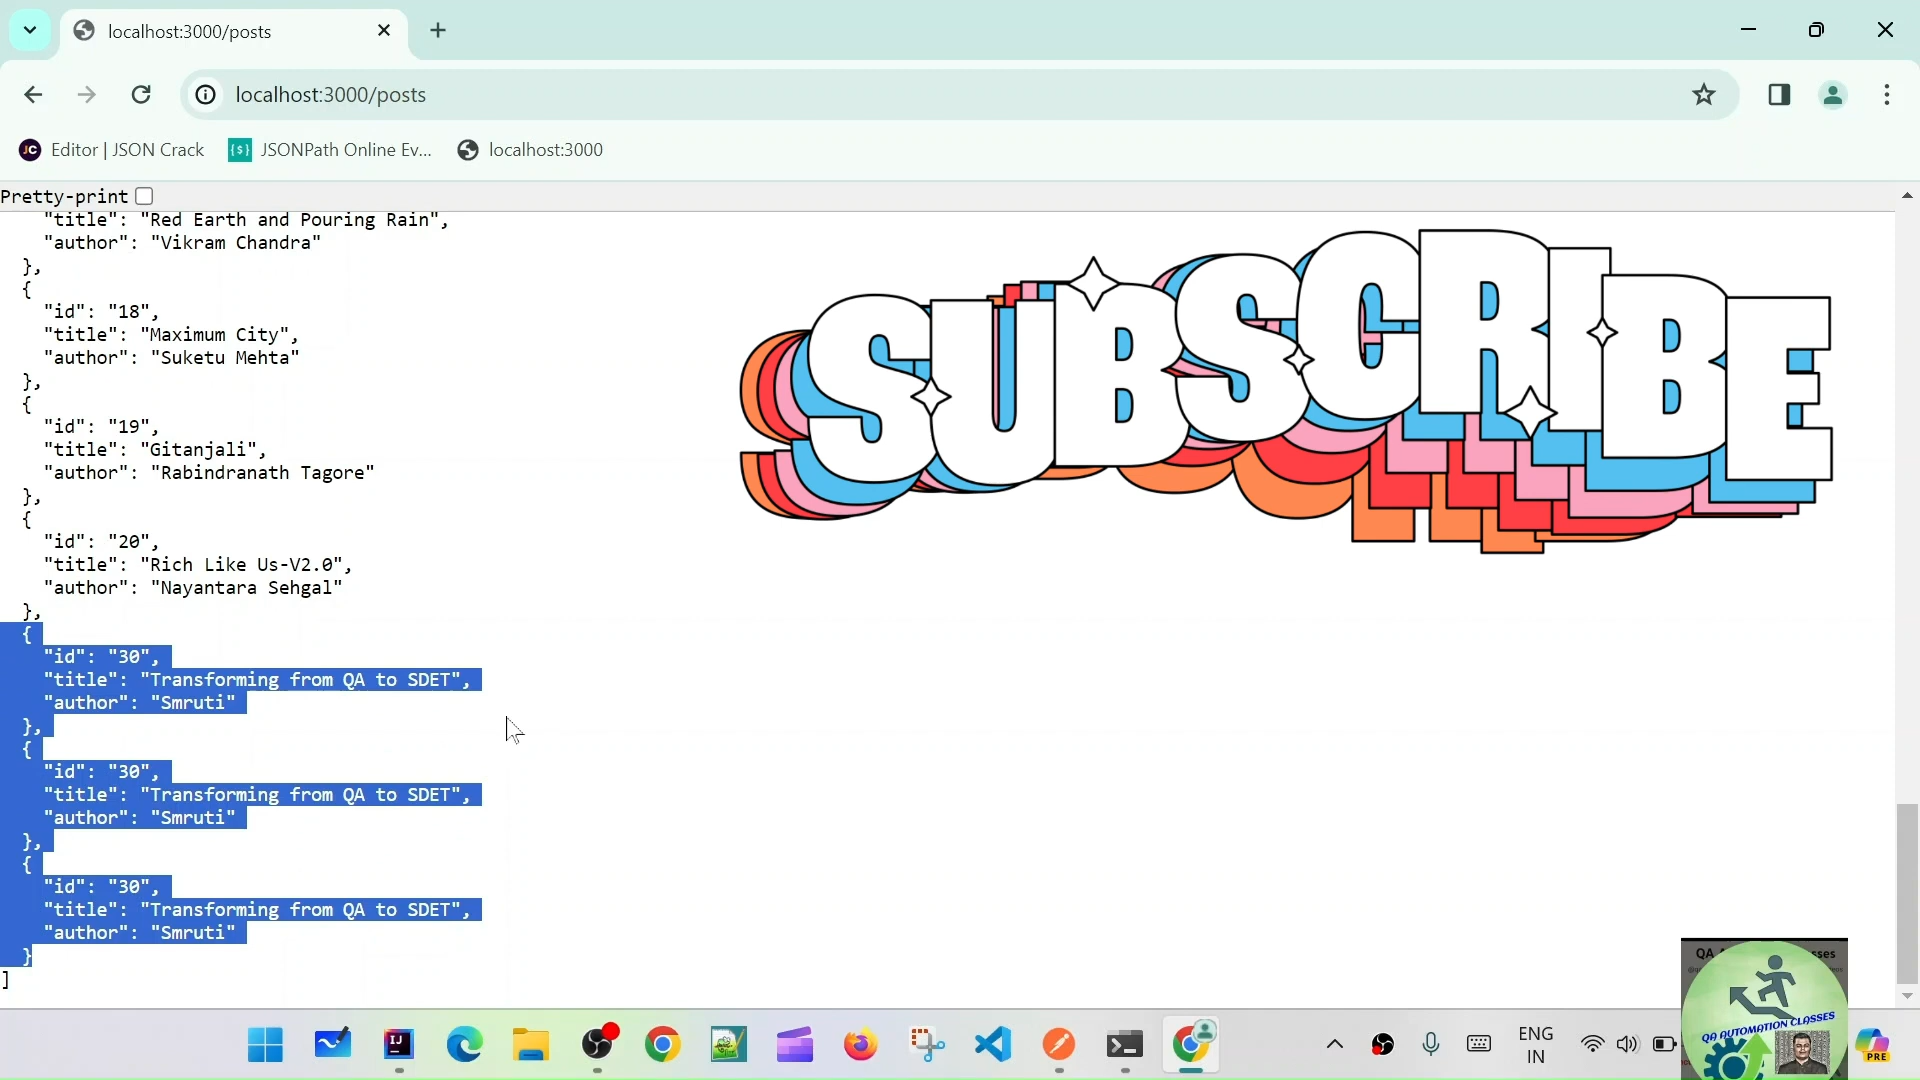 localhost:3000/posts
localhost:3000/posts
Editor | JSON Crack
JSONPath Online Ev...
localhost:3000
Pretty-print
"title": "Red Earth and Pouring Rain",
"author": "Vikram Chandra"
},
{
"id": "18",
"title": "Maximum City",
"author": "Suketu Mehta"
},
{
"id": "19",
"title": "Gitanjali",
"author": "Rabindranath Tagore"
},
{
"id": "20",
"title": "Rich Like Us-V2.0",
"author": "Nayantara Sehgal"
},
{
"id": "30",
"title": "Transforming from QA to SDET",
"author": "Smruti"
},
{
"id": "30",
"title": "Transforming from QA to SDET",
"author": "Smruti"
},
{
"id": "30",
"title": "Transforming from QA to SDET",
"author": "Smruti"
}
]
SUBSCRIBE
QA AUTOMATION CLASSES
ENG
IN
PRE